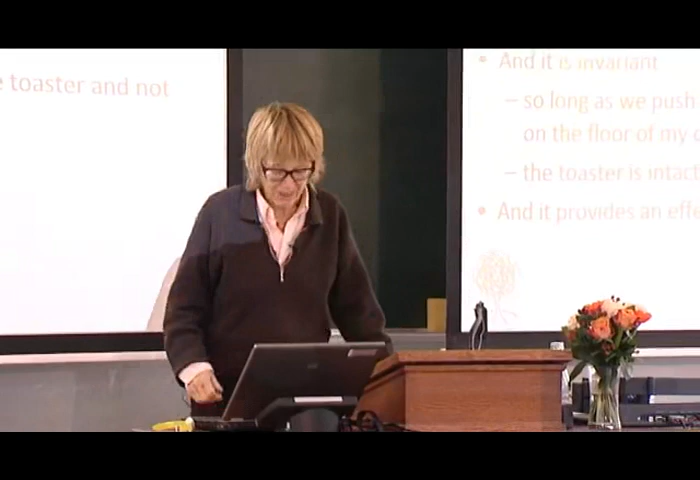 toaster and not
• And it is invariant
– so long as we push
on the floor of my
– the toaster is intact
• And it provides an